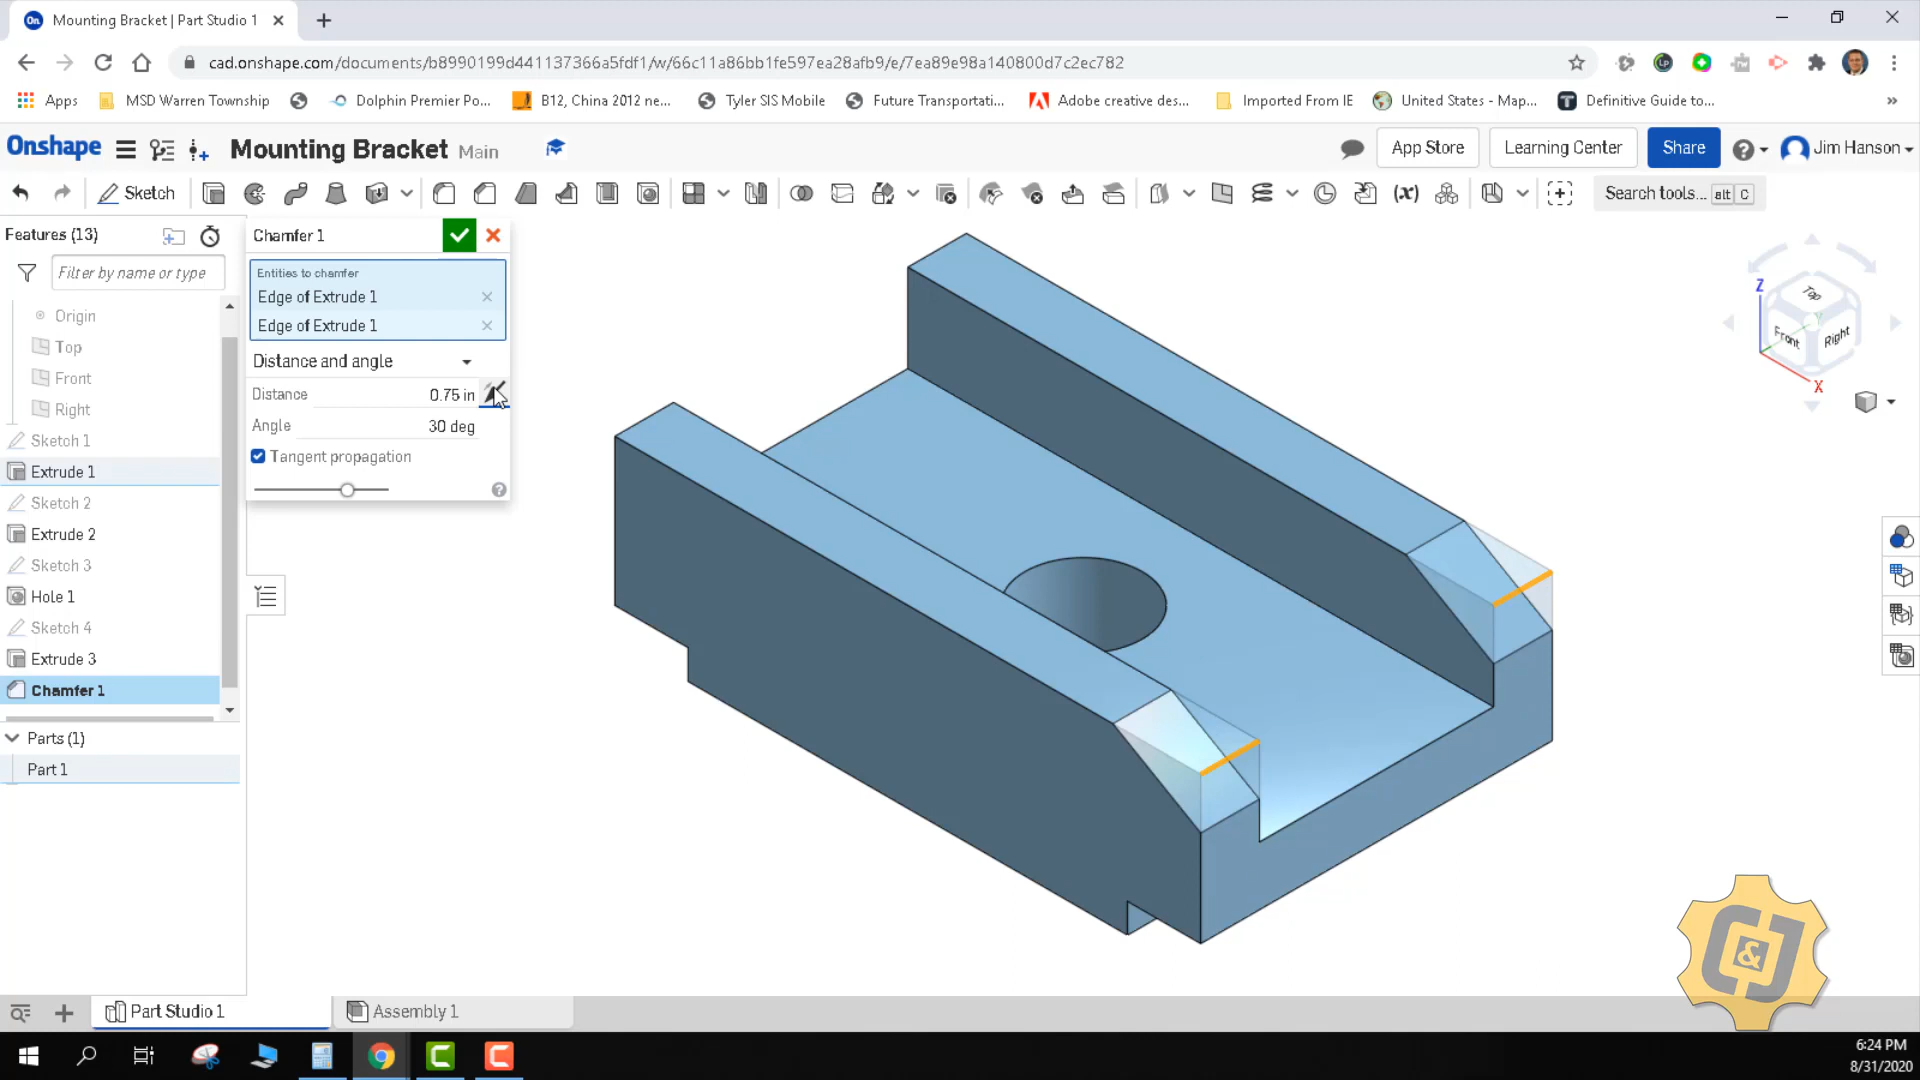 Mounting Bracket | Part Studio 1
cad.onshape.com/documents/b8990199d441137366a5fdf1/w/66c11a86bb1fe597ea28afb9/e/7ea89e98a140800d7c2ec782
Apps MSD Warren Township Dolphin Premier Po... B12, China 2012 ne... Tyler SIS Mobile Future Transportati... Adobe creative des... Imported From IE United States - Map... Definitive Guide to... »
Onshape Mounting Bracket Main App Store Learning Center Share Jim Hanson
Sketch (x) Search tools... alt C
Features (13)
Filter by name or type
Origin
Top
Front
Right
Sketch 1
Extrude 1
Sketch 2
Extrude 2
Sketch 3
Hole 1
Sketch 4
Extrude 3
Chamfer 1
Parts (1)
Part 1
Chamfer 1
Entities to chamfer
Edge of Extrude 1
Edge of Extrude 1
Distance and angle
Distance 0.75 in
Angle 30 deg
Tangent propagation
Z
Top
Front Right
X
C&J
Part Studio 1 Assembly 1
6:24 PM
8/31/2020